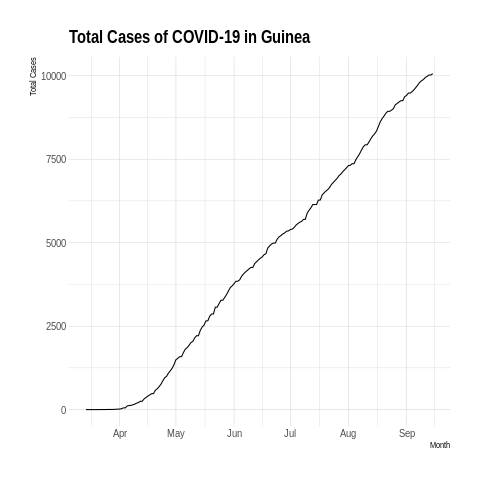 Total Cases of COVID-19 in Guinea
Total Cases
10000
7500
5000
2500
0
Apr May Jun Jul Aug Sep
Month